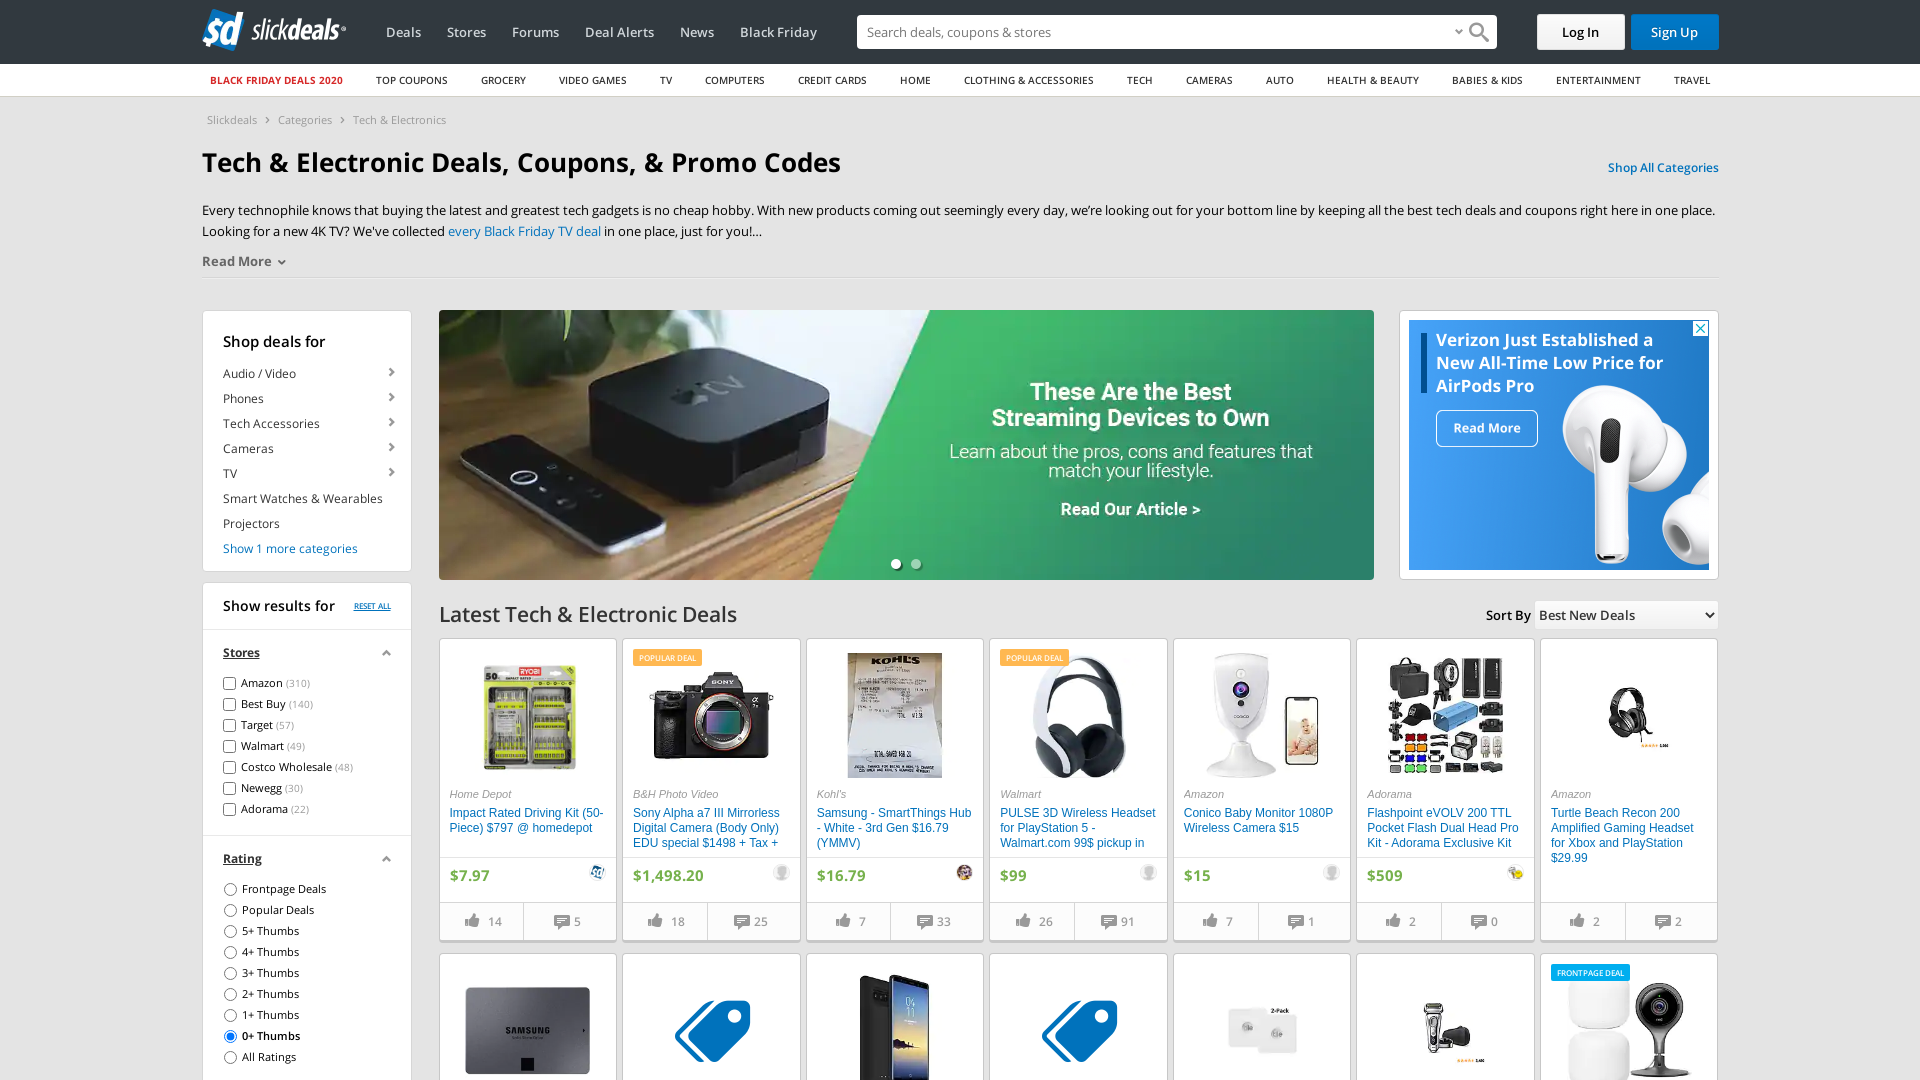 sd slickdeals
Deals
Stores
Forums
Deal Alerts
News
Black Friday
Search deals, coupons & stores
Log In
Sign Up
BLACK FRIDAY DEALS 2020
TOP COUPONS
GROCERY
VIDEO GAMES
TV
COMPUTERS
CREDIT CARDS
HOME
CLOTHING & ACCESSORIES
TECH
CAMERAS
AUTO
HEALTH & BEAUTY
BABIES & KIDS
ENTERTAINMENT
TRAVEL
Slickdeals > Categories > Tech & Electronics
Tech & Electronic Deals, Coupons, & Promo Codes
Shop All Categories
Every technophile knows that buying the latest and greatest tech gadgets is no cheap hobby. With new products coming out seemingly every day, we’re looking out for your bottom line by keeping all the best tech deals and coupons right here in one place.
Looking for a new 4K TV? We've collected every Black Friday TV deal in one place, just for you!...
Read More
Shop deals for
Audio / Video
Phones
Tech Accessories
Cameras
TV
Smart Watches & Wearables
Projectors
Show 1 more categories
Show results for
RESET ALL
Stores
Amazon (310)
Best Buy (140)
Target (57)
Walmart (49)
Costco Wholesale (48)
Newegg (30)
Adorama (22)
Rating
Frontpage Deals
Popular Deals
5+ Thumbs
4+ Thumbs
3+ Thumbs
2+ Thumbs
1+ Thumbs
0+ Thumbs
All Ratings
tv
These Are the Best
Streaming Devices to Own
Learn about the pros, cons and features that
match your lifestyle.
Read Our Article >
Verizon Just Established a
New All-Time Low Price for
AirPods Pro
Read More
Latest Tech & Electronic Deals
Sort By
Best New Deals
50
RYOBI
Home Depot
Impact Rated Driving Kit (50-
Piece) $797 @ homedepot
$7.97
14
5
POPULAR DEAL
SONY
B&H Photo Video
Sony Alpha a7 III Mirrorless
Digital Camera (Body Only)
EDU special $1498 + Tax +
$1,498.20
18
25
KOHL'S
Kohl's
Samsung - SmartThings Hub
- White - 3rd Gen $16.79
(YMMV)
$16.79
7
33
POPULAR DEAL
Walmart
PULSE 3D Wireless Headset
for PlayStation 5 -
Walmart.com 99$ pickup in
$99
26
91
Amazon
Conico Baby Monitor 1080P
Wireless Camera $15
$15
7
1
Adorama
Flashpoint eVOLV 200 TTL
Pocket Flash Dual Head Pro
Kit - Adorama Exclusive Kit
$509
2
0
Amazon
Turtle Beach Recon 200
Amplified Gaming Headset
for Xbox and PlayStation
$29.99
2
2
SAMSUNG
2-Pack
FRONTPAGE DEAL